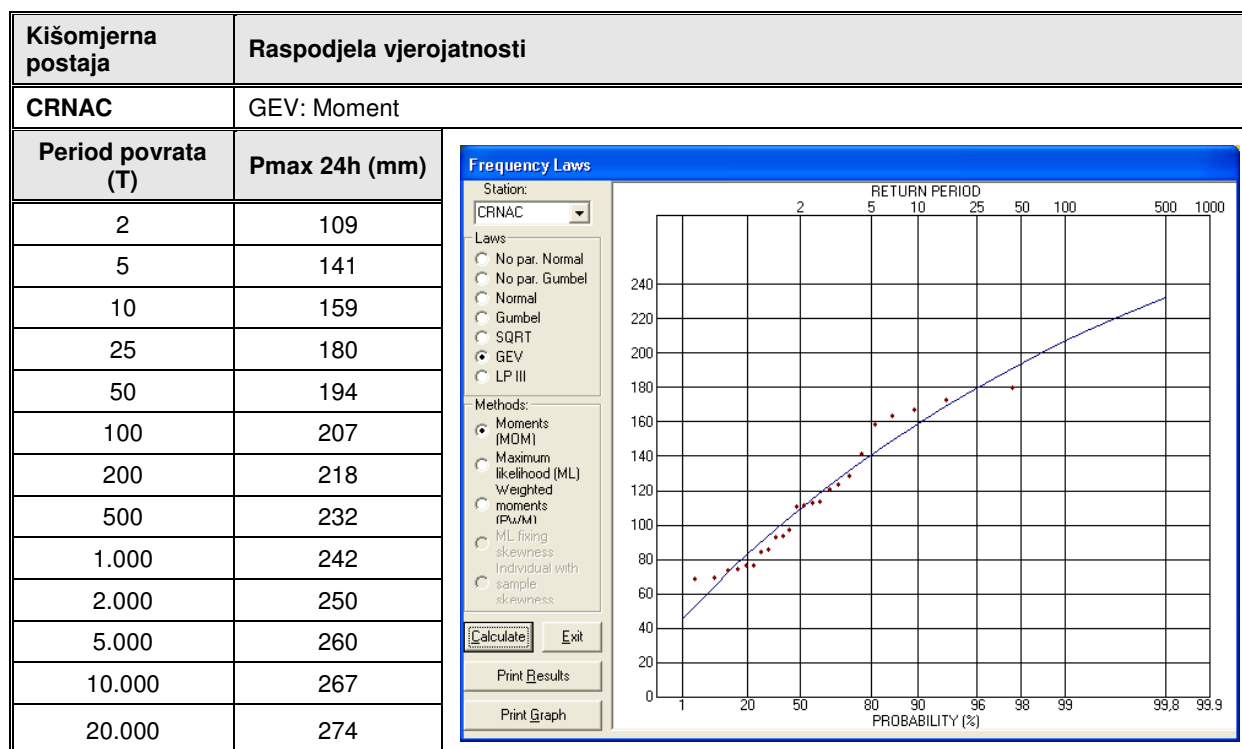 Kišomjerna postaja
Raspodjela vjerojatnosti
CRNAC
GEV: Moment
Period povrata (T)
Pmax 24h (mm)
2 109
5 141
10 159
25 180
50 194
100 207
200 218
500 232
1.000 242
2.000 250
5.000 260
10.000 267
20.000 274
Frequency Laws
Station:
CRNAC
Laws
No par. Normal
No par. Gumbel
Normal
Gumbel
SQRT
GEV
LP III
Methods:
Moments
(MOM)
Maximum
likelihood (ML)
Weighted
moments
(PWM)
ML fixing
skewness
Individual with
sample
skewness
Calculate
Exit
Print Results
Print Graph
RETURN PERIOD
2 5 10 25 50 100 500 1000
240
220
200
180
160
140
120
100
80
60
40
20
0
1 20 50 80 90 96 98 99 99,8 99,9
PROBABILITY (%)